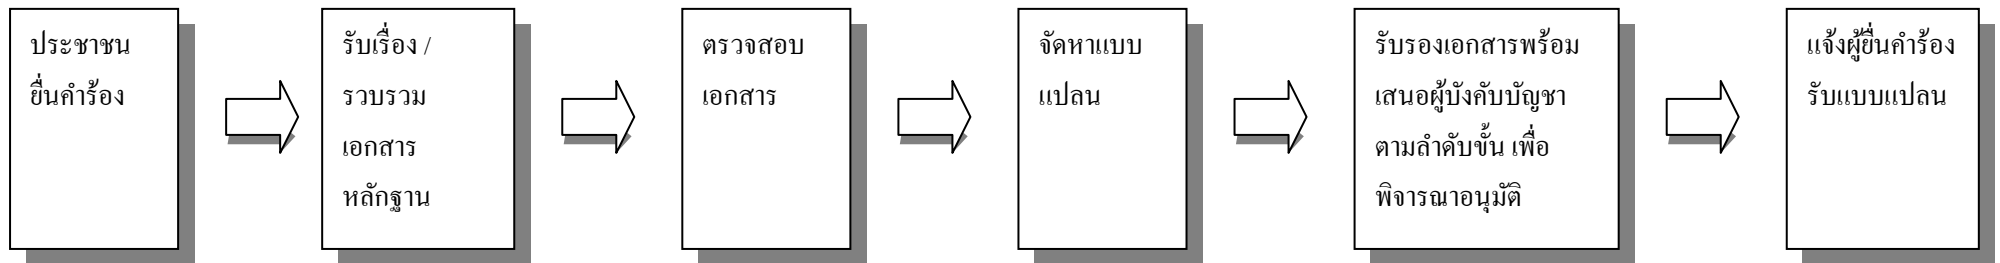 ประชาชน
ยื่นคำร้อง
รับเรื่อง /
รวบรวม
เอกสาร
หลักฐาน
ตรวจสอบ
เอกสาร
จัดหาแบบ
แปลน
รับรองเอกสารพร้อม
เสนอผู้บังคับบัญชา
ตามลำดับขั้น เพื่อ
พิจารณาอนุมัติ
แจ้งผู้ยื่นคำร้อง
รับแบบแปลน